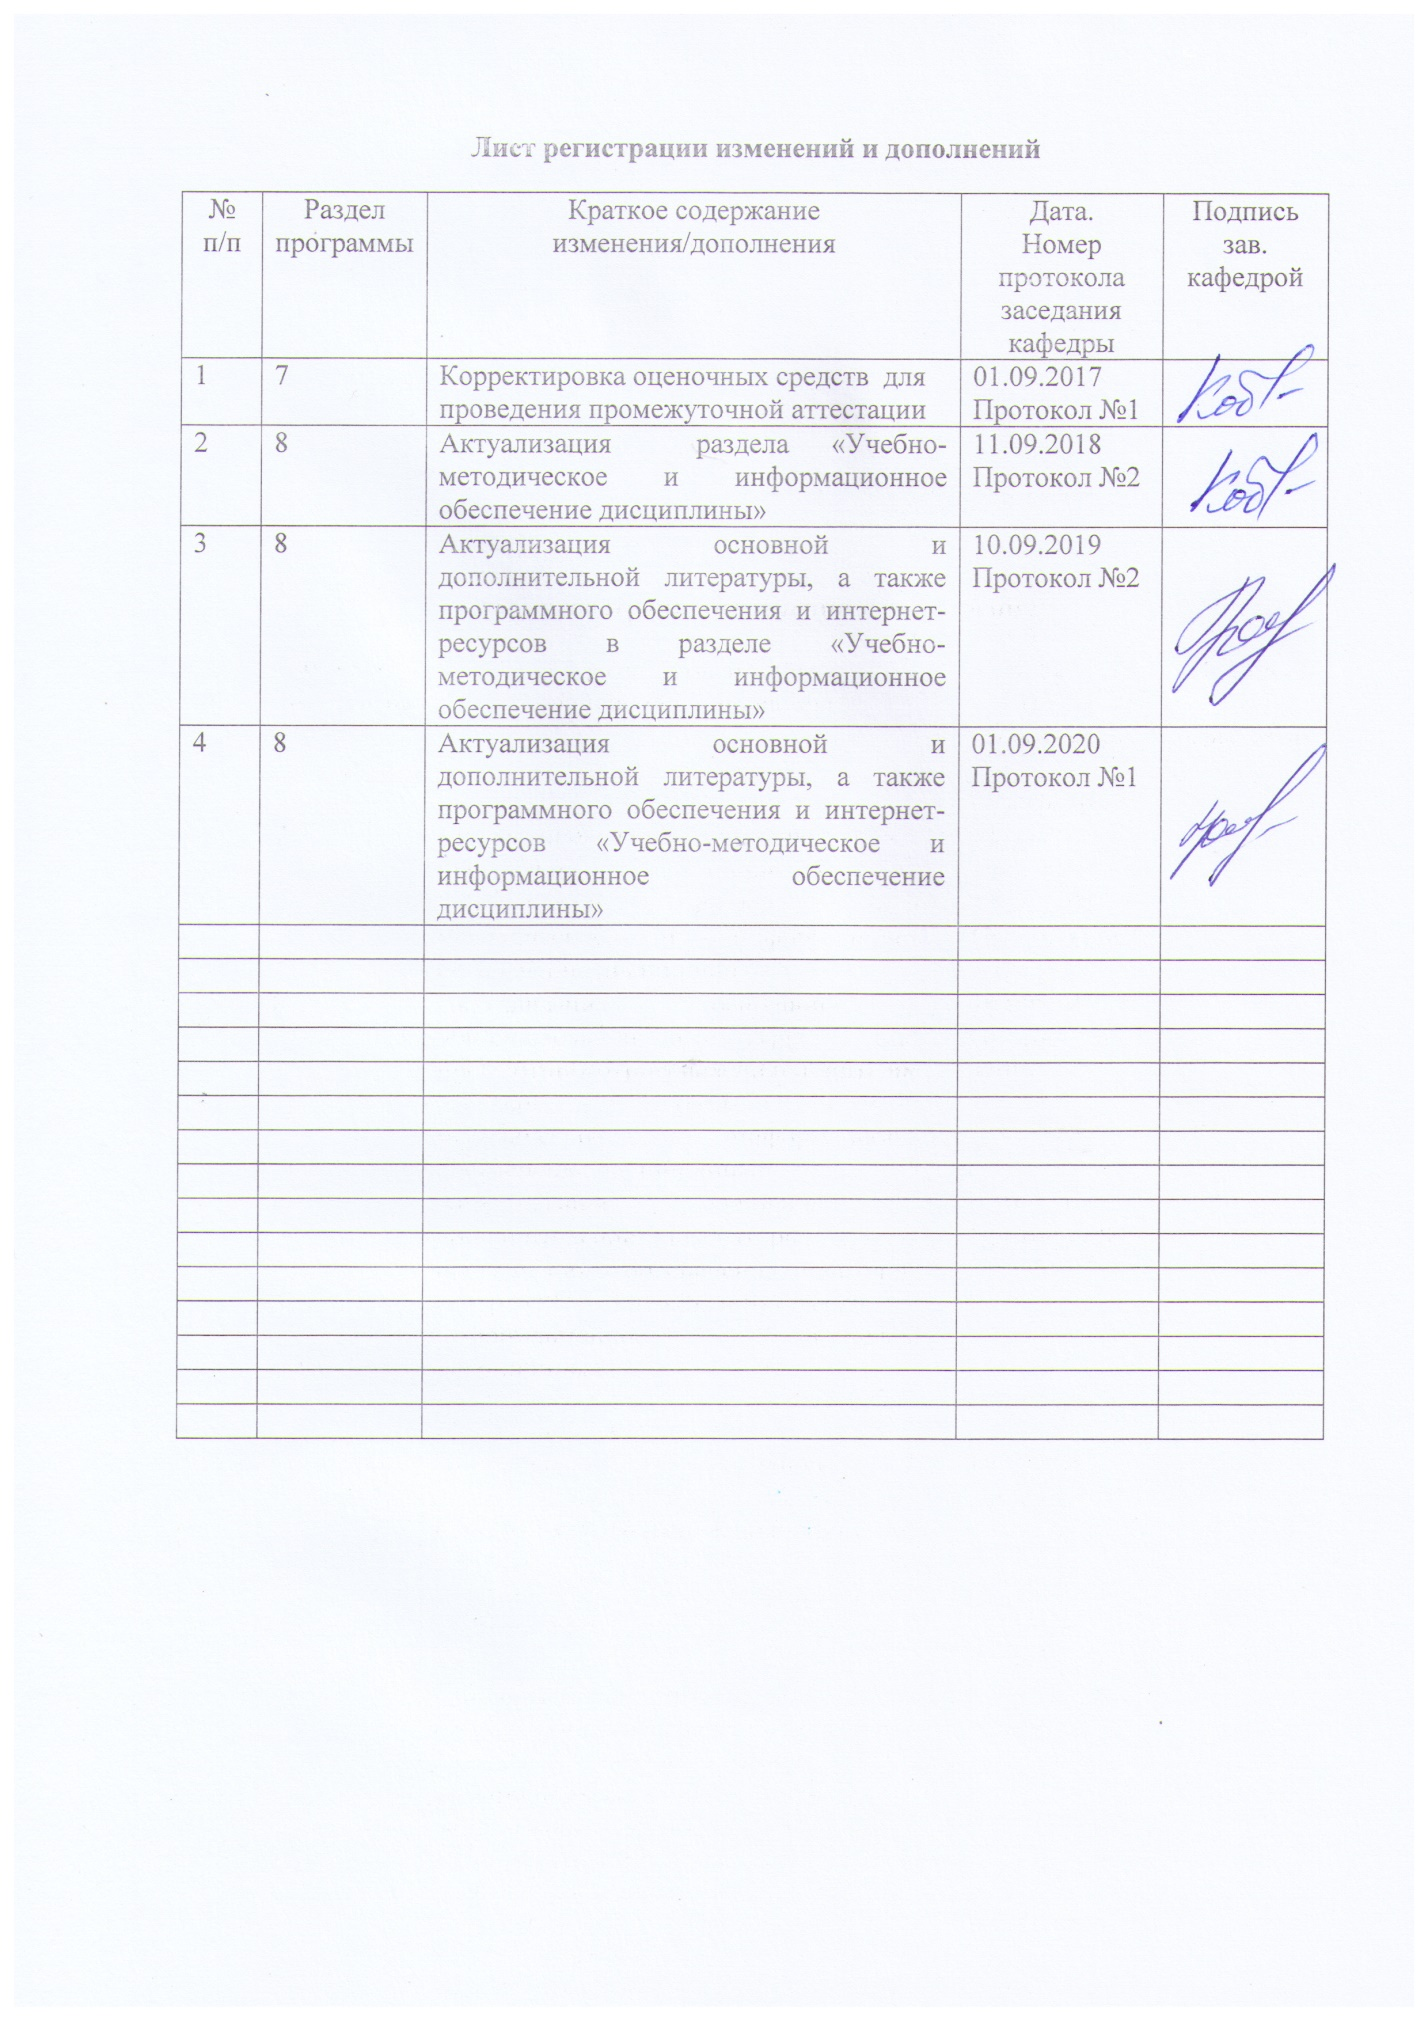 Лист регистрации изменений и дополнений
№
п/п
Раздел
программы
Краткое содержание
изменения/дополнения
Дата.
Номер
протокола
заседания
кафедры
Подпись
зав.
кафедрой
1
7
Корректировка оценочных средств для
проведения промежуточной аттестации
01.09.2017
Протокол №1
2
8
Актуализация раздела «Учебно-
методическое и информационное
обеспечение дисциплины»
11.09.2018
Протокол №2
3
8
Актуализация основной и
дополнительной литературы, а также
программного обеспечения и интернет-
ресурсов в разделе «Учебно-
методическое и информационное
обеспечение дисциплины»
10.09.2019
Протокол №2
4
8
Актуализация основной и
дополнительной литературы, а также
программного обеспечения и интернет-
ресурсов «Учебно-методическое и
информационное обеспечение
дисциплины»
01.09.2020
Протокол №1